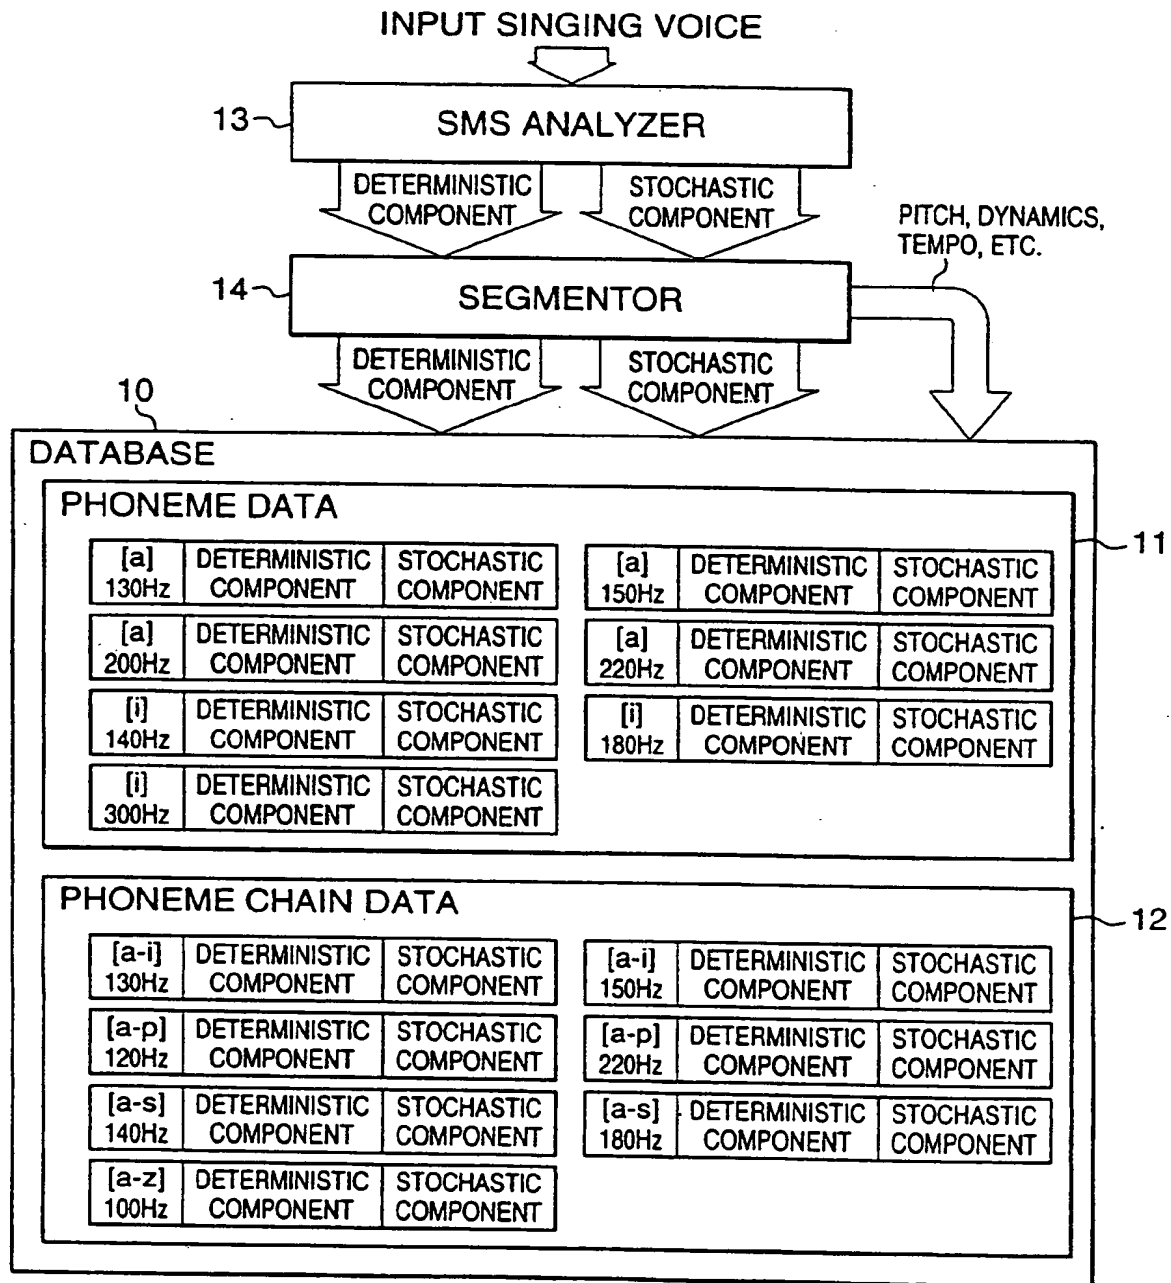 INPUT SINGING VOICE
13
SMS ANALYZER
DETERMINISTIC
COMPONENT
STOCHASTIC
COMPONENT
PITCH, DYNAMICS,
TEMPO, ETC.
14
SEGMENTOR
DETERMINISTIC
COMPONENT
STOCHASTIC
COMPONENT
10
DATABASE
PHONEME DATA
11
[a]
130Hz
DETERMINISTIC
COMPONENT
STOCHASTIC
COMPONENT
[a]
150Hz
DETERMINISTIC
COMPONENT
STOCHASTIC
COMPONENT
[a]
200Hz
DETERMINISTIC
COMPONENT
STOCHASTIC
COMPONENT
[a]
220Hz
DETERMINISTIC
COMPONENT
STOCHASTIC
COMPONENT
[i]
140Hz
DETERMINISTIC
COMPONENT
STOCHASTIC
COMPONENT
[i]
180Hz
DETERMINISTIC
COMPONENT
STOCHASTIC
COMPONENT
[i]
300Hz
DETERMINISTIC
COMPONENT
STOCHASTIC
COMPONENT
PHONEME CHAIN DATA
12
[a-i]
130Hz
DETERMINISTIC
COMPONENT
STOCHASTIC
COMPONENT
[a-i]
150Hz
DETERMINISTIC
COMPONENT
STOCHASTIC
COMPONENT
[a-p]
120Hz
DETERMINISTIC
COMPONENT
STOCHASTIC
COMPONENT
[a-p]
220Hz
DETERMINISTIC
COMPONENT
STOCHASTIC
COMPONENT
[a-s]
140Hz
DETERMINISTIC
COMPONENT
STOCHASTIC
COMPONENT
[a-s]
180Hz
DETERMINISTIC
COMPONENT
STOCHASTIC
COMPONENT
[a-z]
100Hz
DETERMINISTIC
COMPONENT
STOCHASTIC
COMPONENT